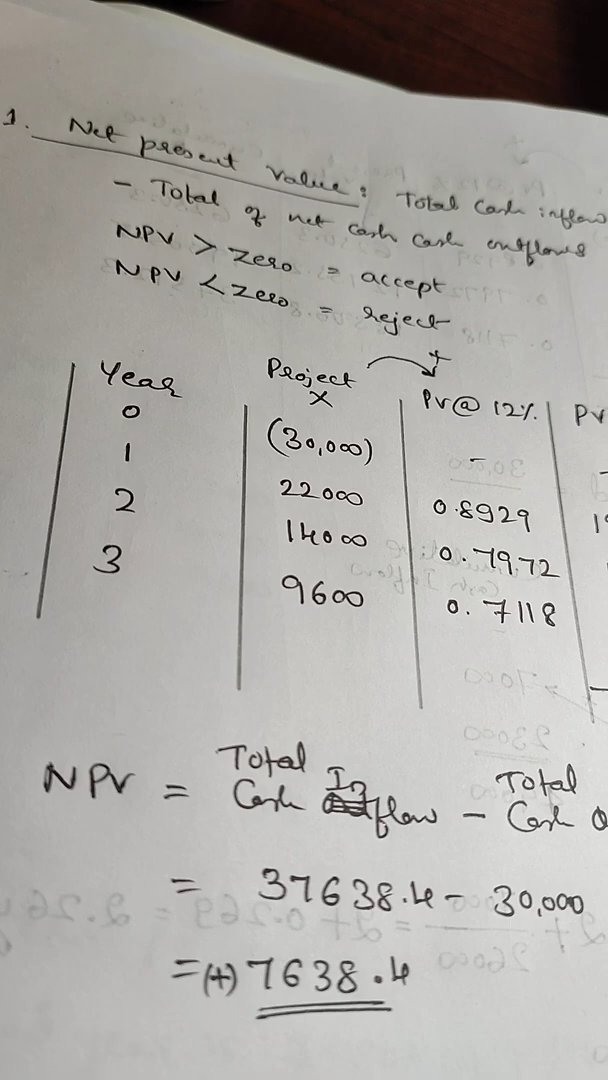 1. Net present value: Total cash inflow
- Total of net cash cash outflows
NPV > zero = accept
NPV < zero = reject
Year Project X PV@ 12% PV
0 (30,000) -
1 22000 0.8929 19
2 14000 0.7972
3 9600 0.7118
NPV = Total Cash Inflow - Total Cash O
= 37638.4 - 30,000
= (+) 7638.4